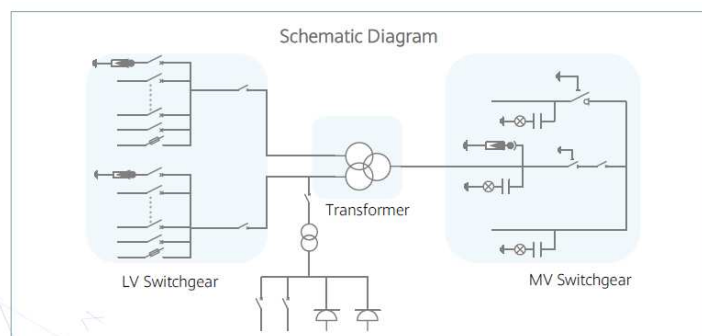 Schematic Diagram
Transformer
LV Switchgear
MV Switchgear